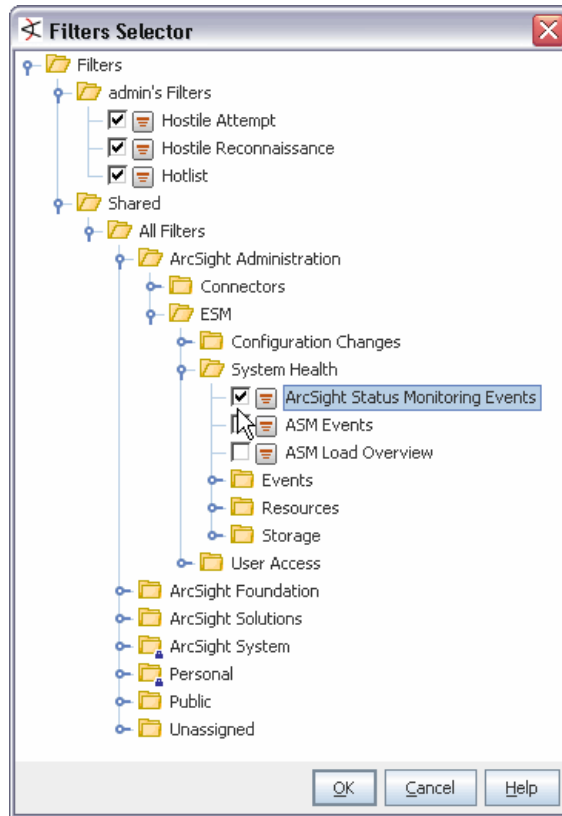 Filters Selector
Filters
admin's Filters
Hostile Attempt
Hostile Reconnaissance
Hotlist
Shared
All Filters
ArcSight Administration
Connectors
ESM
Configuration Changes
System Health
ArcSight Status Monitoring Events
ASM Events
ASM Load Overview
Events
Resources
Storage
User Access
ArcSight Foundation
ArcSight Solutions
ArcSight System
Personal
Public
Unassigned
OK Cancel Help